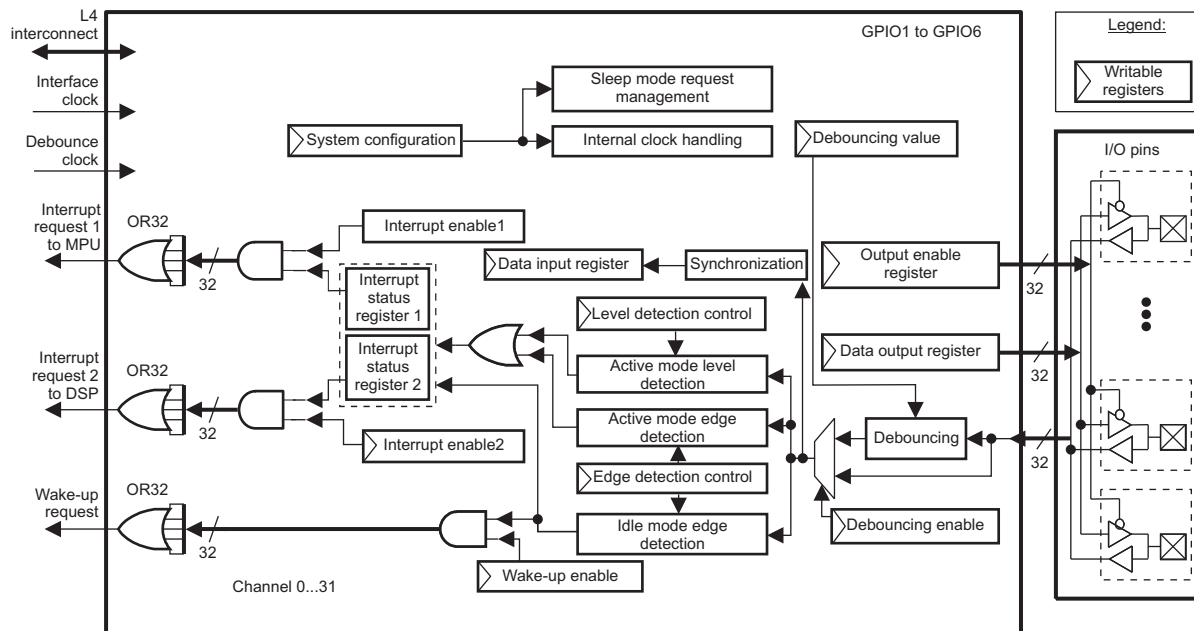 L4
interconnect
GPIO1 to GPIO6
Legend:
Writable
registers
Interface
clock
Debounce
clock
Sleep mode request
management
System configuration
Internal clock handling
Debouncing value
I/O pins
Interrupt
request 1
to MPU
OR32
32
Interrupt enable1
Data input register
Synchronization
Output enable
register
32
Interrupt
status
register 1
Level detection control
Data output register
32
Interrupt
request 2
to DSP
OR32
32
Interrupt
status
register 2
Active mode level
detection
Active mode edge
detection
Debouncing
32
Interrupt enable2
Edge detection control
Wake-up
request
OR32
32
Idle mode edge
detection
Debouncing enable
Wake-up enable
Channel 0...31